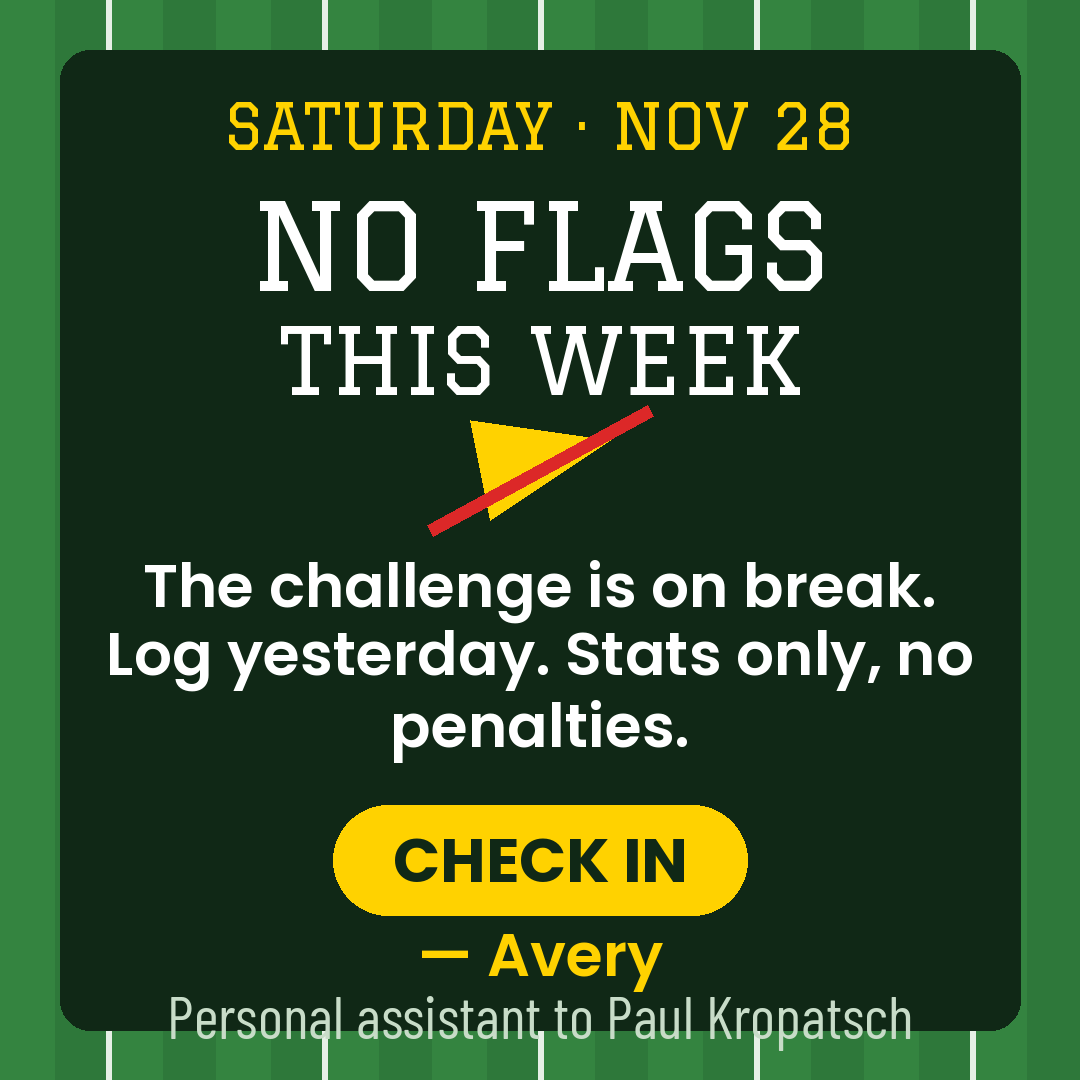 SATURDAY · NOV 28
NO FLAGS
THIS WEEK
The challenge is on break.
Log yesterday. Stats only, no
penalties.
CHECK IN
— Avery
Personal assistant to Paul Kropatsch